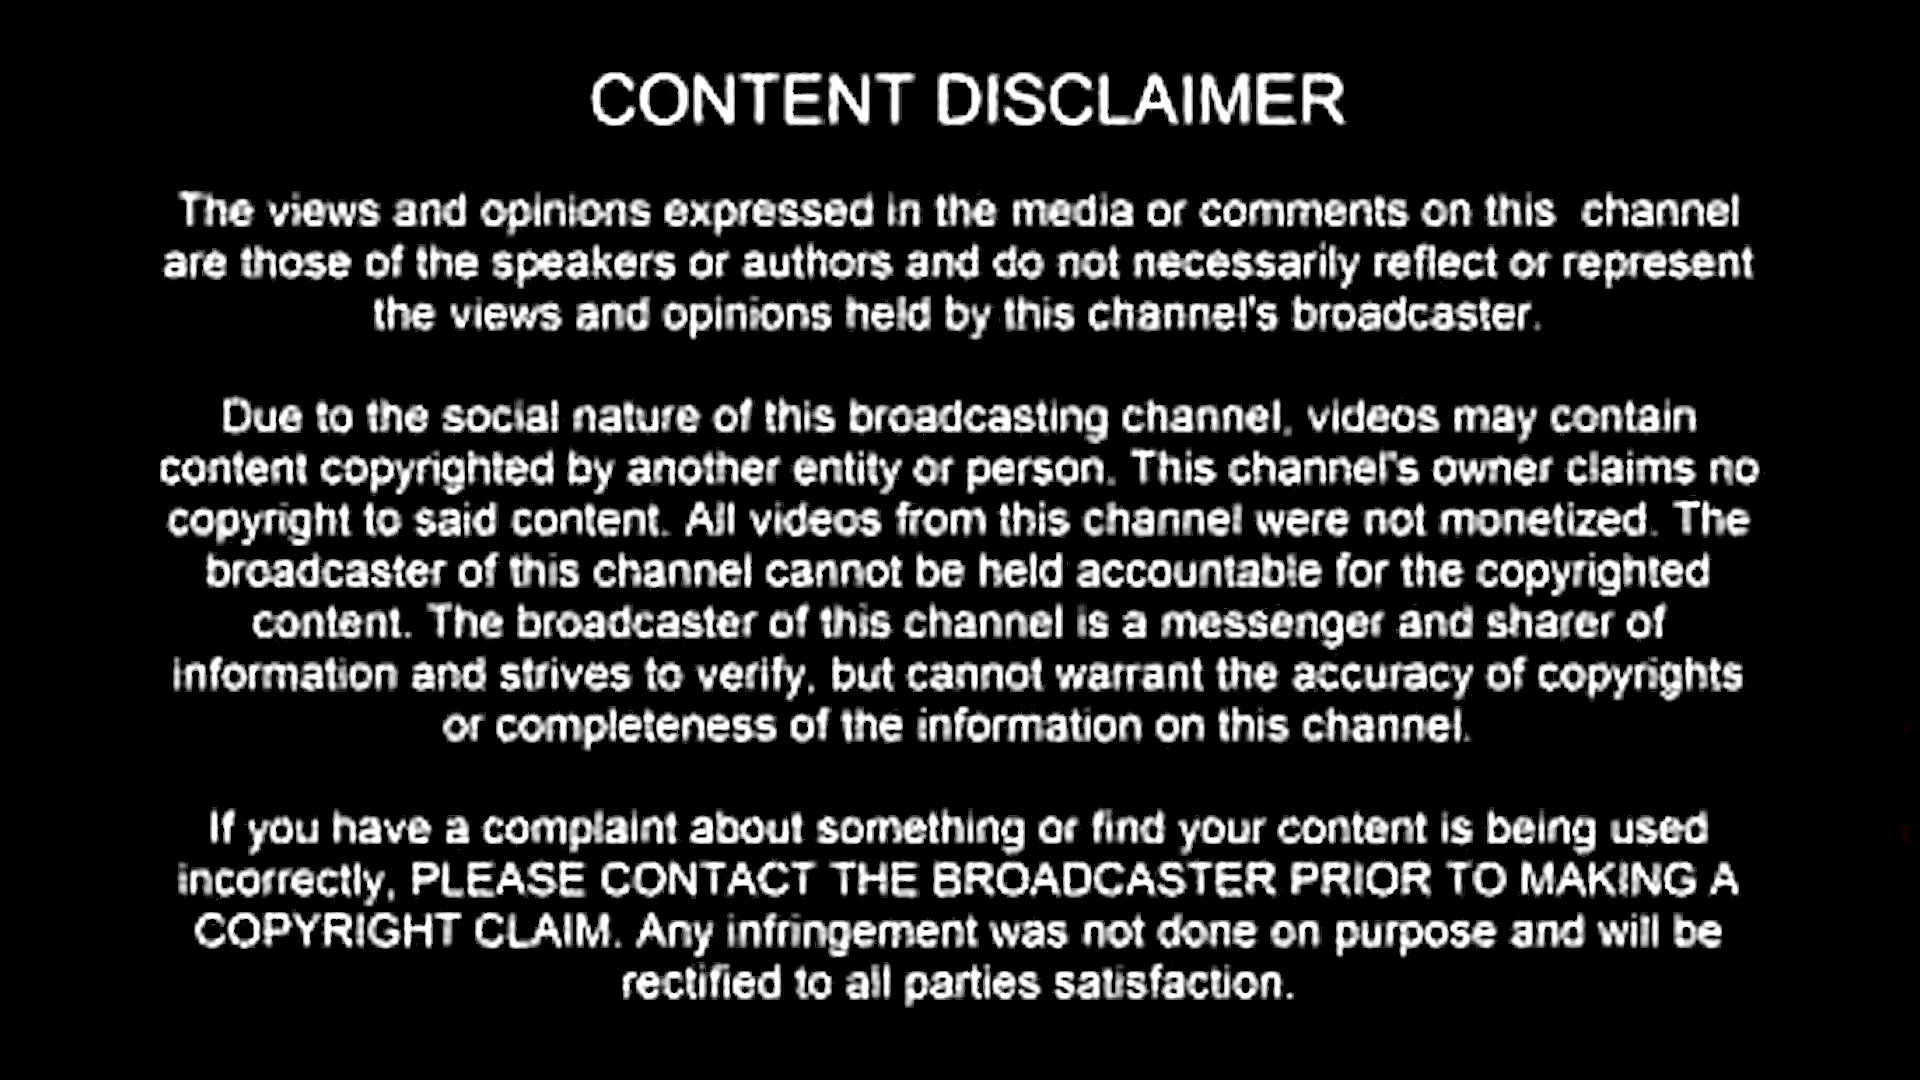 CONTENT DISCLAIMER
The views and opinions expressed in the media or comments on this channel
are those of the speakers or authors and do not necessarily reflect or represent
the views and opinions held by this channel's broadcaster.
Due to the social nature of this broadcasting channel, videos may contain
content copyrighted by another entity or person. This channel's owner claims no
copyright to said content. All videos from this channel were not monetized. The
broadcaster of this channel cannot be held accountable for the copyrighted
content. The broadcaster of this channel is a messenger and sharer of
information and strives to verify, but cannot warrant the accuracy of copyrights
or completeness of the information on this channel.
If you have a complaint about something or find your content is being used
incorrectly, PLEASE CONTACT THE BROADCASTER PRIOR TO MAKING A
COPYRIGHT CLAIM. Any infringement was not done on purpose and will be
rectified to all parties satisfaction.